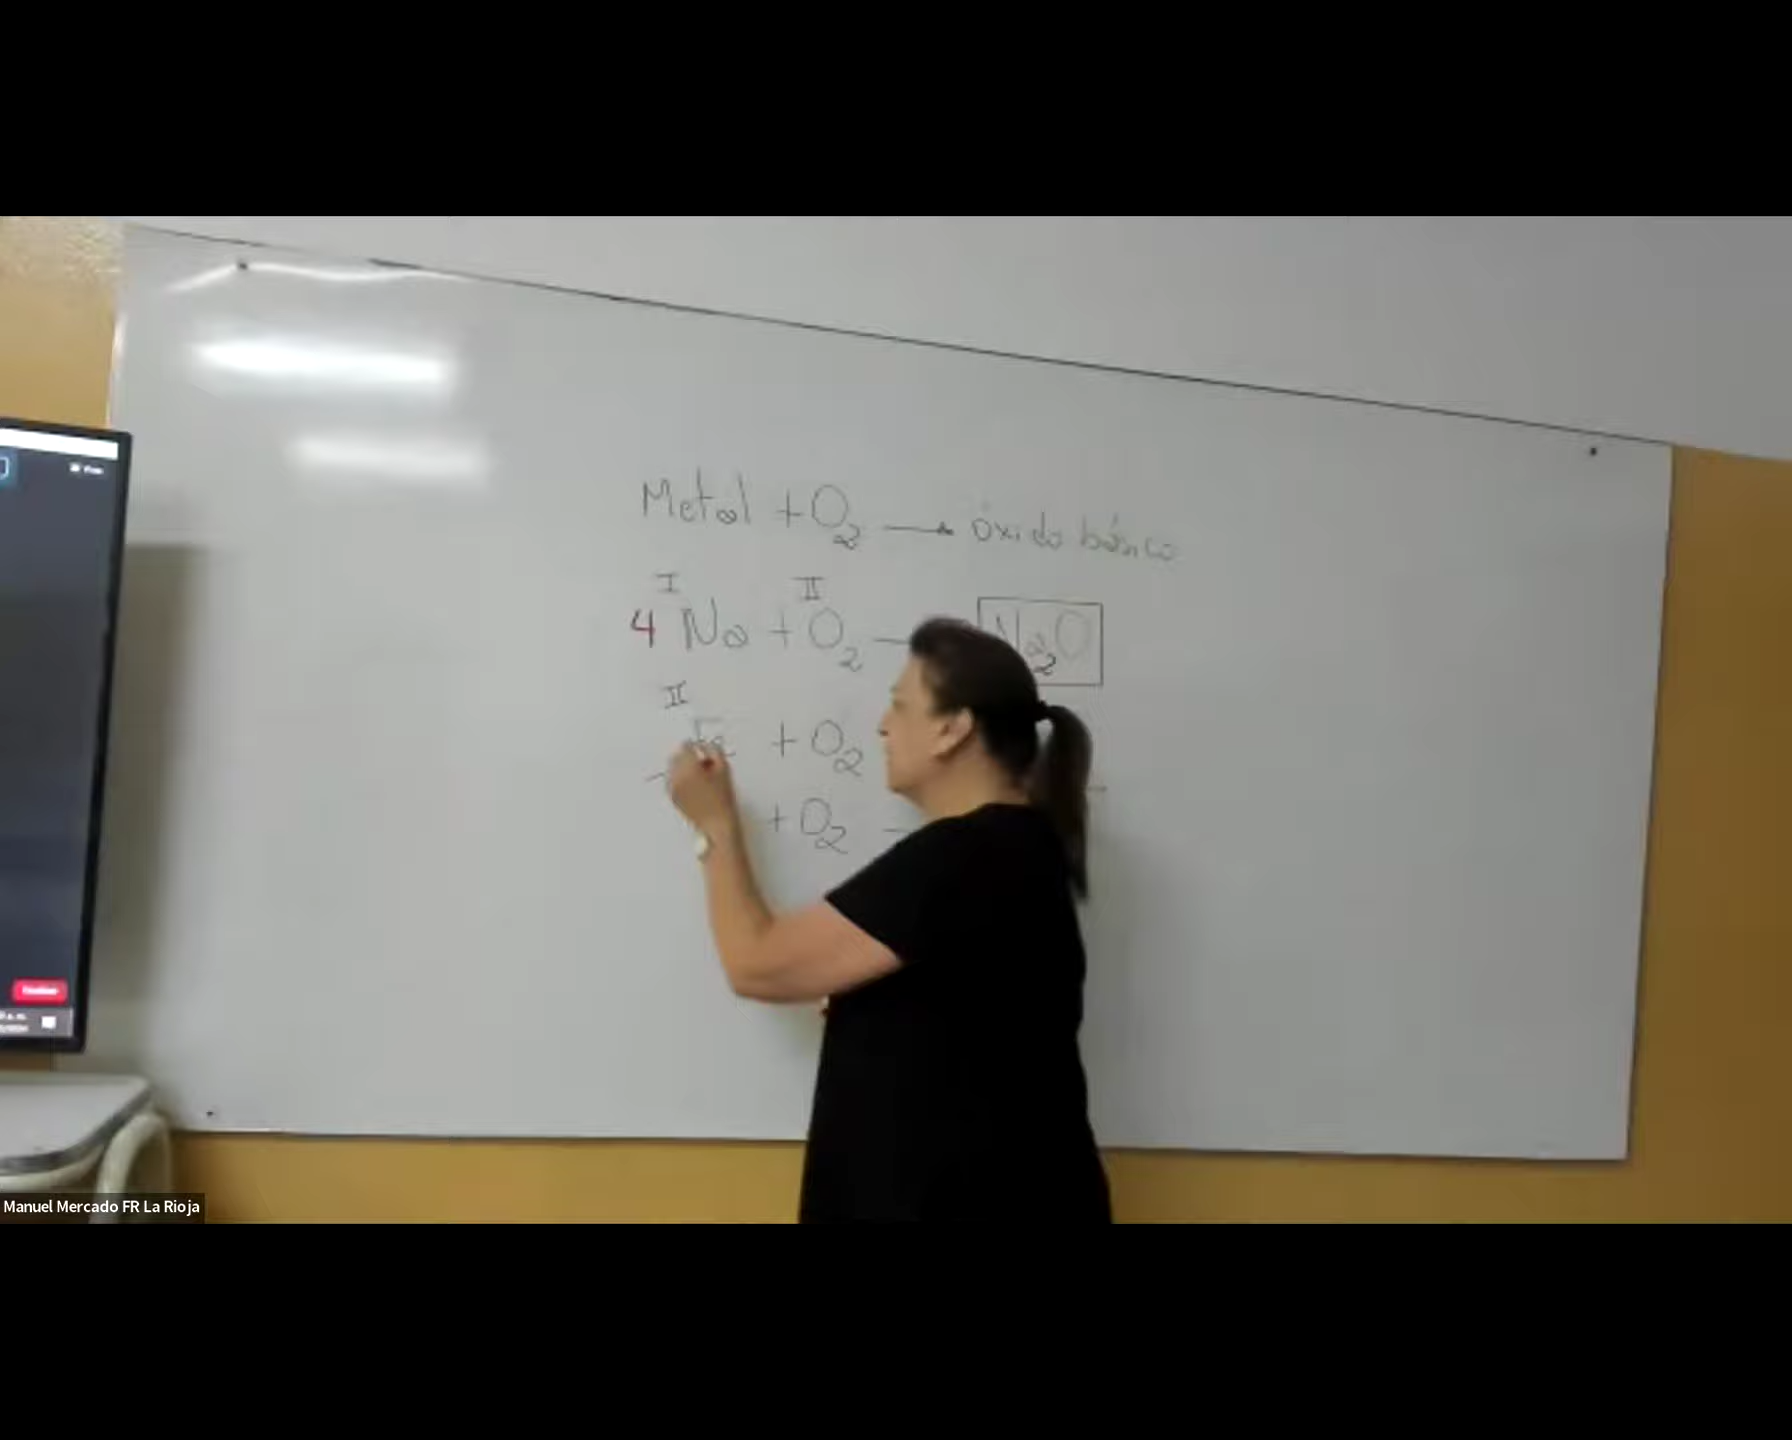 Metal + O2 → óxido básico
I II
4 Na + O2 → Na2O
II
Fe + O2
+ O2
Manuel Mercado FR La Rioja